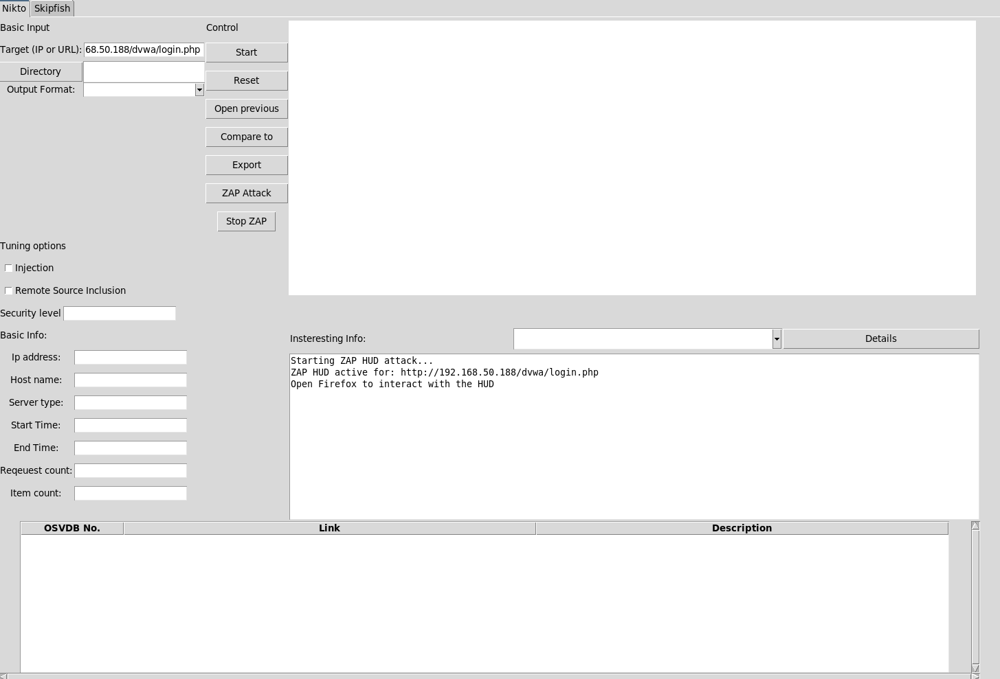 Nikto Skipfish
Basic Input
Control
Target (IP or URL): 68.50.188/dvwa/login.php
Start
Directory
Reset
Output Format:
Open previous
Compare to
Export
ZAP Attack
Stop ZAP
Tuning options
Injection
Remote Source Inclusion
Security level
Basic Info:
Ip address:
Host name:
Server type:
Start Time:
End Time:
Reqeuest count:
Item count:
Insteresting Info:
Details
Starting ZAP HUD attack...
ZAP HUD active for: http://192.168.50.188/dvwa/login.php
Open Firefox to interact with the HUD
OSVDB No. Link Description